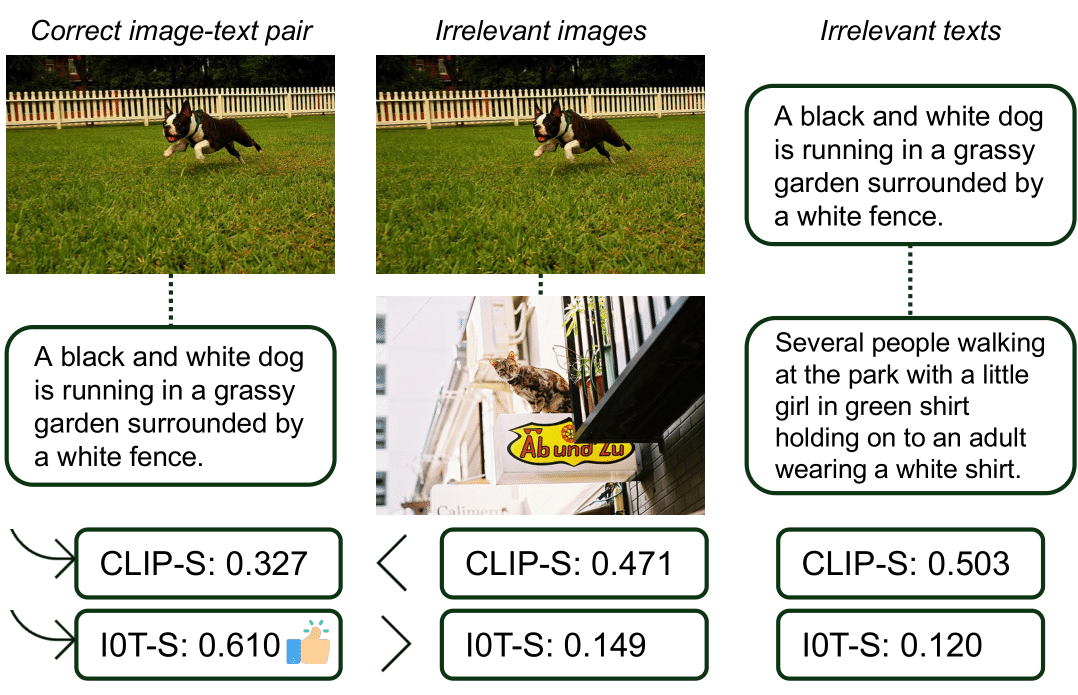 Correct image-text pair
Irrelevant images
Irrelevant texts
A black and white dog
is running in a grassy
garden surrounded by
a white fence.
A black and white dog
is running in a grassy
garden surrounded by
a white fence.
Ab und Zu
Calimero
Several people walking
at the park with a little
girl in green shirt
holding on to an adult
wearing a white shirt.
CLIP-S: 0.327
<
CLIP-S: 0.471
CLIP-S: 0.503
I0T-S: 0.610
>
I0T-S: 0.149
I0T-S: 0.120